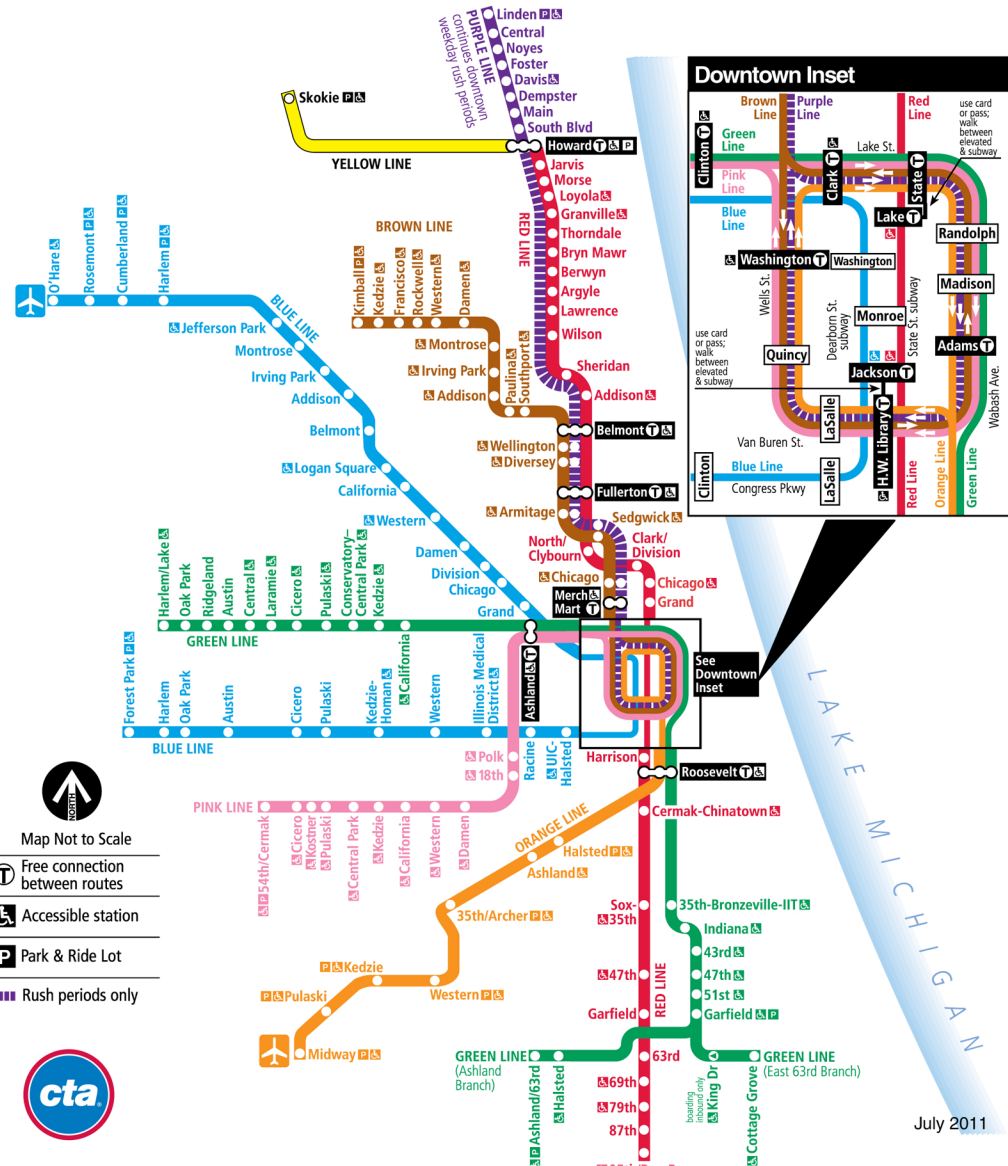 Linden P
Central
Noyes
Foster
Davis
Dempster
Main
South Blvd
PURPLE LINE
continues downtown
weekday rush periods
Skokie P
YELLOW LINE
Howard T P
Jarvis
Morse
Loyola
Granville
Thorndale
Bryn Mawr
Berwyn
Argyle
Lawrence
Wilson
Sheridan
Addison
RED LINE
BROWN LINE
Kimball P
Kedzie
Francisco
Rockwell
Western
Damen
Montrose
Irving Park
Addison
Paulina
Southport
Belmont T
Wellington
Diversey
Fullerton T
Armitage
Sedgwick
North/
Clybourn
Clark/
Division
Chicago
Chicago
Merch
Mart T
Grand
O'Hare
Rosemont P
Cumberland P
Harlem P
BLUE LINE
Jefferson Park
Montrose
Irving Park
Addison
Belmont
Logan Square
California
Western
Damen
Division
Chicago
Grand
Harlem/Lake
Oak Park
Ridgeland
Austin
Central
Laramie
Cicero
Pulaski
Conservatory–
Central Park
Kedzie
California
GREEN LINE
Ashland T
See
Downtown
Inset
Forest Park P
Harlem
Oak Park
Austin
Cicero
Pulaski
Kedzie-
Homan
Western
Illinois Medical
District
Racine
UIC-
Halsted
BLUE LINE
Polk
18th
PINK LINE
P 54th/Cermak
Cicero
Kostner
Pulaski
Central Park
Kedzie
California
Western
Damen
Harrison
Roosevelt T
Cermak-Chinatown
ORANGE LINE
Halsted P
Ashland
35th/Archer P
P Kedzie
Western P
P Pulaski
Midway P
Sox-
35th
47th
Garfield
RED LINE
63rd
69th
79th
87th
35th-Bronzeville-IIT
Indiana
43rd
47th
51st
Garfield P
GREEN LINE
(Ashland
Branch)
P Ashland/63rd
Halsted
boarding
inbound only
King Dr
Cottage Grove
GREEN LINE
(East 63rd Branch)
LAKE MICHIGAN
July 2011
NORTH
Map Not to Scale
T Free connection
between routes
Accessible station
P Park & Ride Lot
Rush periods only
cta
Downtown Inset
Brown
Line
Purple
Line
Red
Line
use card
or pass;
walk
between
elevated
& subway
Clinton T
Green
Line
Pink
Line
Blue
Line
Clark T
Lake St.
State T
Lake T
Randolph
Washington T
Washington
Madison
Wells St.
Dearborn St.
subway
Monroe
State St. subway
use card
or pass;
walk
between
elevated
& subway
Quincy
Adams T
Jackson T
Wabash Ave.
LaSalle
H.W. Library T
Van Buren St.
Clinton
Blue Line
Congress Pkwy
LaSalle
Red Line
Orange Line
Green Line